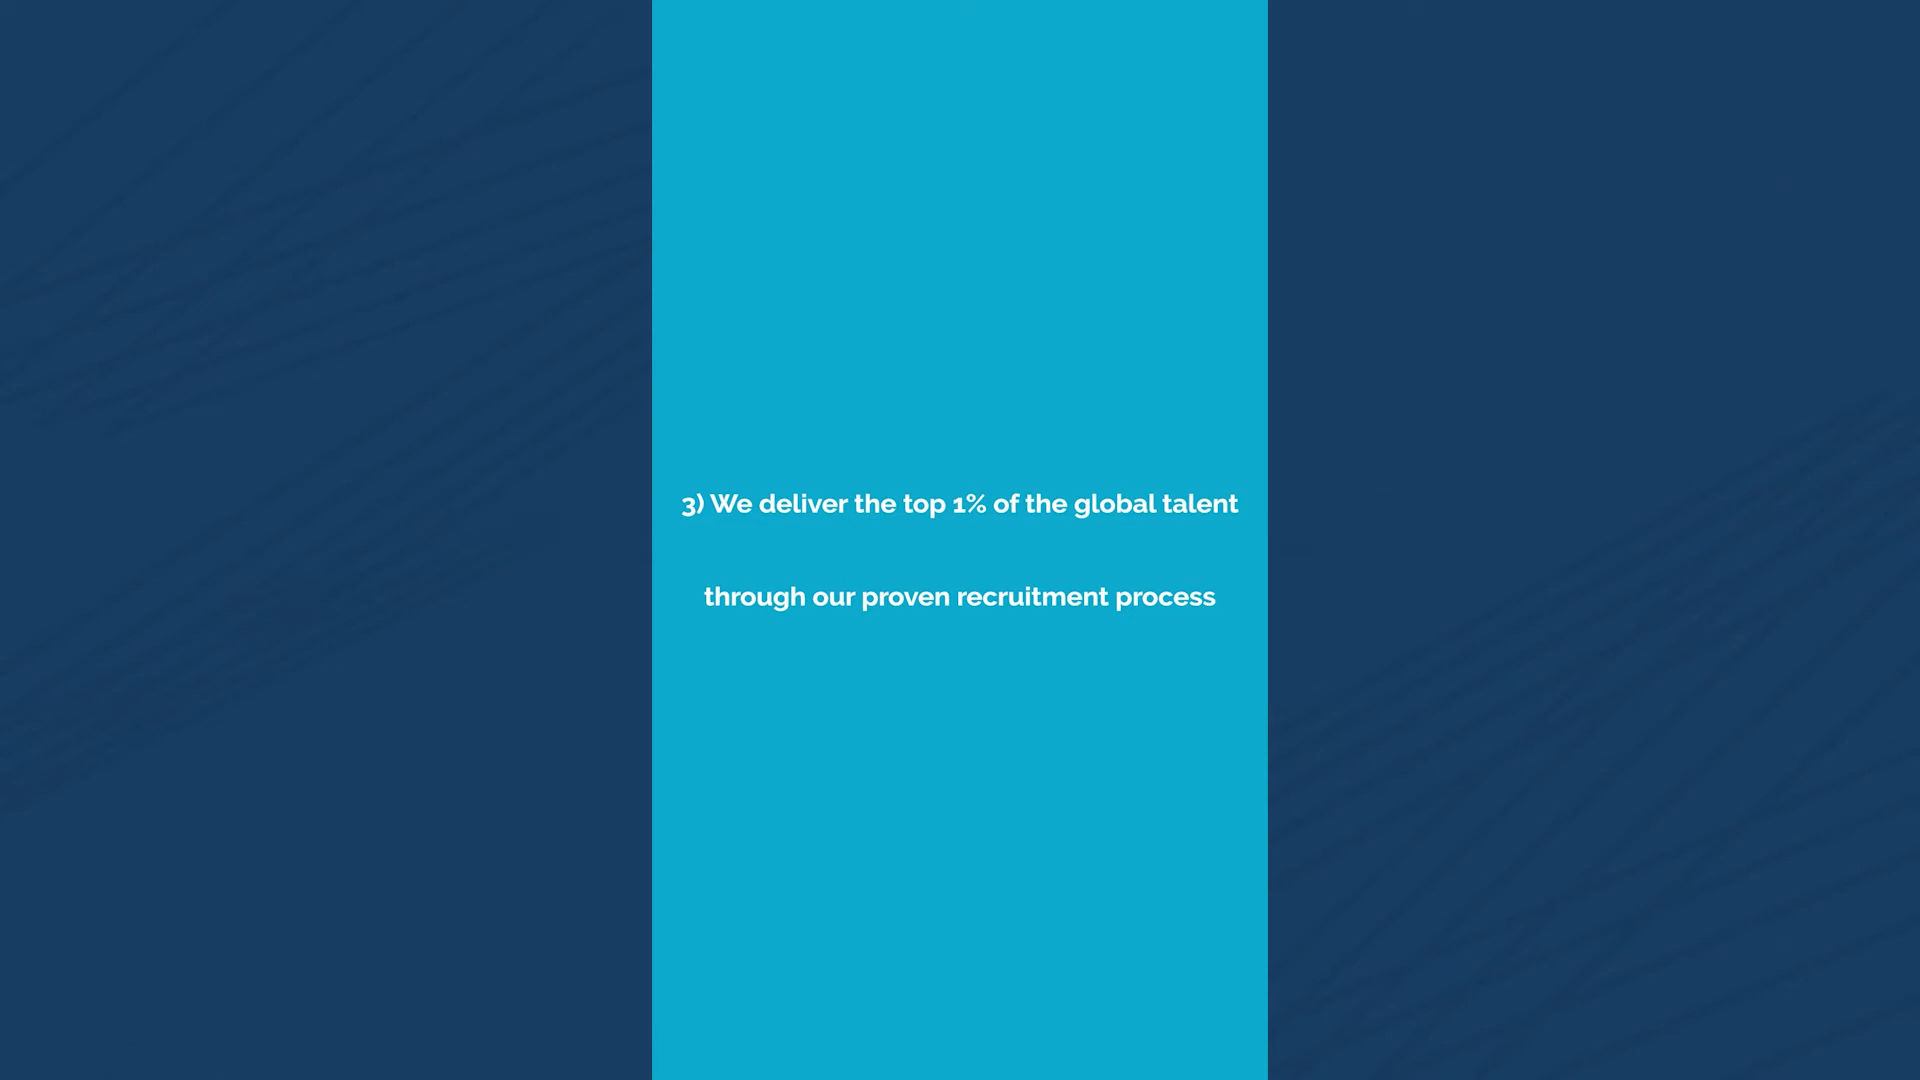 3) We deliver the top 1% of the global talent
through our proven recruitment process